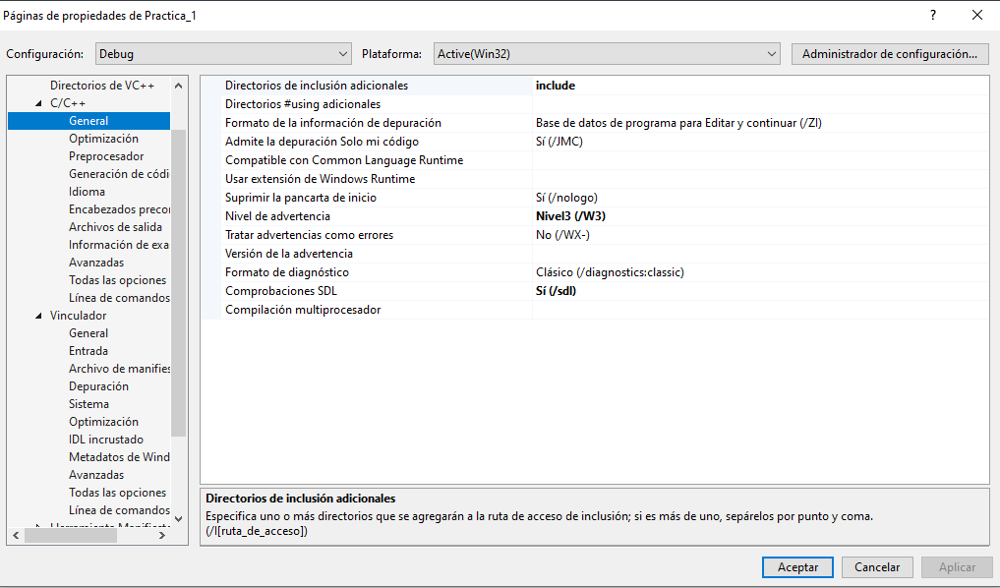 Páginas de propiedades de Practica_1
?
Configuración: Debug Plataforma: Active(Win32) Administrador de configuración...
Directorios de VC++
C/C++
General
Optimización
Preprocesador
Generación de códi
Idioma
Encabezados precor
Archivos de salida
Información de exa
Avanzadas
Todas las opciones
Línea de comandos
Vinculador
General
Entrada
Archivo de manifies
Depuración
Sistema
Optimización
IDL incrustado
Metadatos de Wind
Avanzadas
Todas las opciones
Línea de comandos
Directorios de inclusión adicionales include
Directorios #using adicionales
Formato de la información de depuración Base de datos de programa para Editar y continuar (/ZI)
Admite la depuración Solo mi código Sí (/JMC)
Compatible con Common Language Runtime
Usar extensión de Windows Runtime
Suprimir la pancarta de inicio Sí (/nologo)
Nivel de advertencia Nivel3 (/W3)
Tratar advertencias como errores No (/WX-)
Versión de la advertencia
Formato de diagnóstico Clásico (/diagnostics:classic)
Comprobaciones SDL Sí (/sdl)
Compilación multiprocesador
Directorios de inclusión adicionales
Especifica uno o más directorios que se agregarán a la ruta de acceso de inclusión; si es más de uno, sepárelos por punto y coma.
(/I[ruta_de_acceso])
Aceptar Cancelar Aplicar